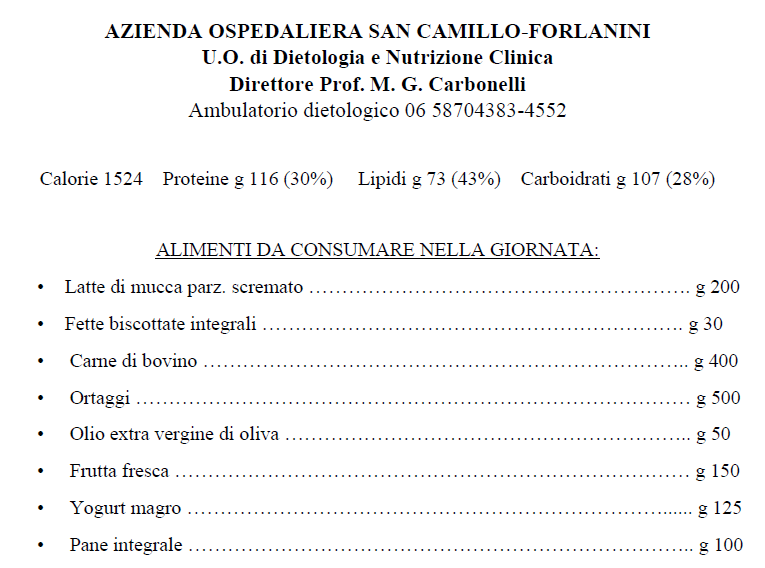 AZIENDA OSPEDALIERA SAN CAMILLO-FORLANINI
U.O. di Dietologia e Nutrizione Clinica
Direttore Prof. M. G. Carbonelli
Ambulatorio dietologico 06 58704383-4552
Calorie 1524 Proteine g 116 (30%) Lipidi g 73 (43%) Carboidrati g 107 (28%)
ALIMENTI DA CONSUMARE NELLA GIORNATA:
• Latte di mucca parz. scremato …………………………………………………. g 200
• Fette biscottate integrali ………………………………………………………. g 30
• Carne di bovino ……………………………………………………………….. g 400
• Ortaggi ………………………………………………………………………… g 500
• Olio extra vergine di oliva …………………………………………………….. g 50
• Frutta fresca …………………………………………………………………… g 150
• Yogurt magro ………………………………………………………………...... g 125
• Pane integrale ………………………………………………………………….. g 100